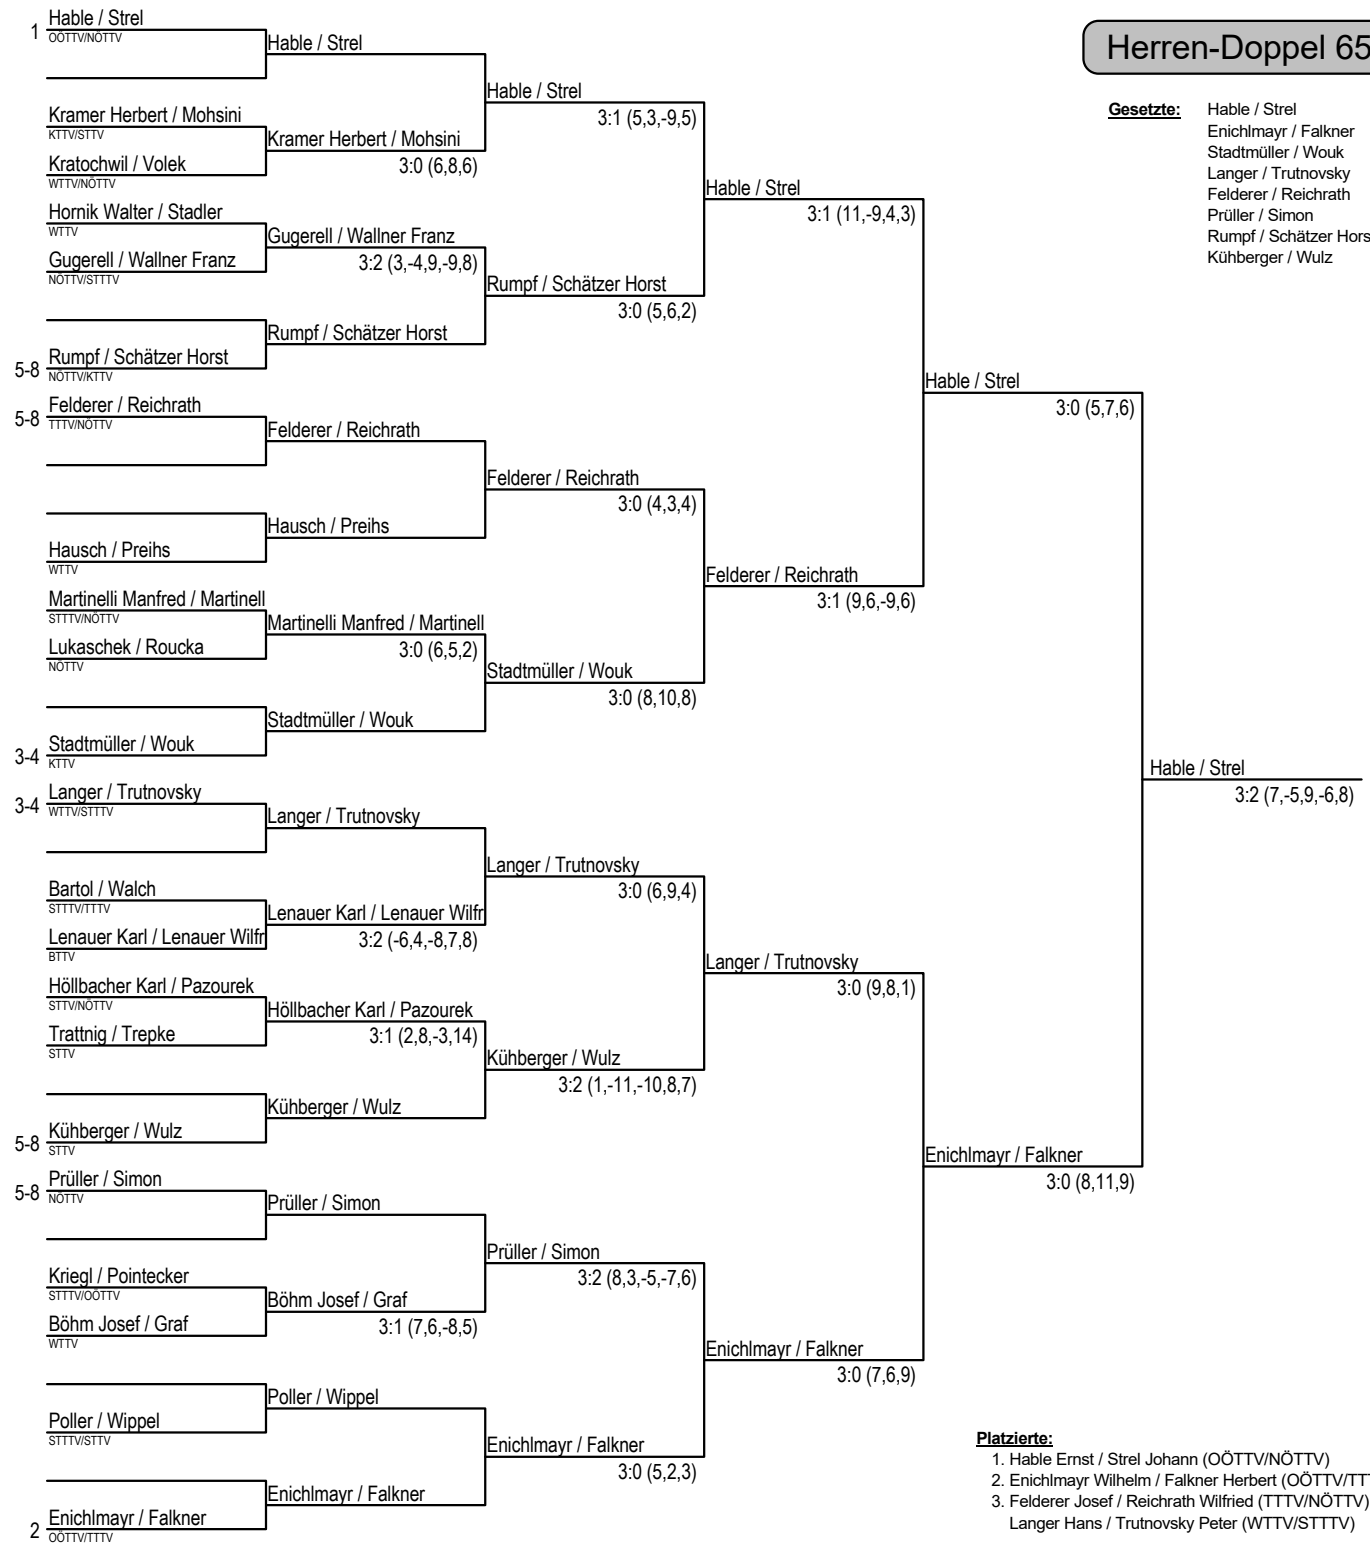 Herren-Doppel 65
Gesetzte: Hable / Strel
Enichlmayr / Falkner
Stadtmüller / Wouk
Langer / Trutnovsky
Felderer / Reichrath
Prüller / Simon
Rumpf / Schätzer Hors
Kühberger / Wulz
1 Hable / Strel
OÖTTV/NÖTTV
Kramer Herbert / Mohsini
KTTV/STTV
Kratochwil / Volek
WTTV/NÖTTV
Hornik Walter / Stadler
WTTV
Gugerell / Wallner Franz
NÖTTV/STTTV
5-8 Rumpf / Schätzer Horst
NÖTTV/KTTV
5-8 Felderer / Reichrath
TTTV/NÖTTV
Hausch / Preihs
WTTV
Martinelli Manfred / Martinell
STTTV/NÖTTV
Lukaschek / Roucka
NÖTTV
3-4 Stadtmüller / Wouk
KTTV
3-4 Langer / Trutnovsky
WTTV/STTTV
Bartol / Walch
STTTV/TTTV
Lenauer Karl / Lenauer Wilfr
BTTV
Höllbacher Karl / Pazourek
STTV/NÖTTV
Trattnig / Trepke
STTV
5-8 Kühberger / Wulz
STTV
5-8 Prüller / Simon
NÖTTV
Kriegl / Pointecker
STTTV/OÖTTV
Böhm Josef / Graf
WTTV
Poller / Wippel
STTTV/STTV
2 Enichlmayr / Falkner
OÖTTV/TTTV
Hable / Strel
Kramer Herbert / Mohsini
3:0 (6,8,6)
Gugerell / Wallner Franz
3:2 (3,-4,9,-9,8)
Rumpf / Schätzer Horst
Felderer / Reichrath
Hausch / Preihs
Martinelli Manfred / Martinell
3:0 (6,5,2)
Stadtmüller / Wouk
Langer / Trutnovsky
Lenauer Karl / Lenauer Wilfr
3:2 (-6,4,-8,7,8)
Höllbacher Karl / Pazourek
3:1 (2,8,-3,14)
Kühberger / Wulz
Prüller / Simon
Böhm Josef / Graf
3:1 (7,6,-8,5)
Poller / Wippel
Enichlmayr / Falkner
Hable / Strel
3:1 (5,3,-9,5)
Rumpf / Schätzer Horst
3:0 (5,6,2)
Felderer / Reichrath
3:0 (4,3,4)
Stadtmüller / Wouk
3:0 (8,10,8)
Langer / Trutnovsky
3:0 (6,9,4)
Kühberger / Wulz
3:2 (1,-11,-10,8,7)
Prüller / Simon
3:2 (8,3,-5,-7,6)
Enichlmayr / Falkner
3:0 (5,2,3)
Hable / Strel
3:1 (11,-9,4,3)
Felderer / Reichrath
3:1 (9,6,-9,6)
Langer / Trutnovsky
3:0 (9,8,1)
Enichlmayr / Falkner
3:0 (7,6,9)
Hable / Strel
3:0 (5,7,6)
Enichlmayr / Falkner
3:0 (8,11,9)
Hable / Strel
3:2 (7,-5,9,-6,8)
Platzierte:
1. Hable Ernst / Strel Johann (OÖTTV/NÖTTV)
2. Enichlmayr Wilhelm / Falkner Herbert (OÖTTV/TT
3. Felderer Josef / Reichrath Wilfried (TTTV/NÖTTV)
Langer Hans / Trutnovsky Peter (WTTV/STTTV)